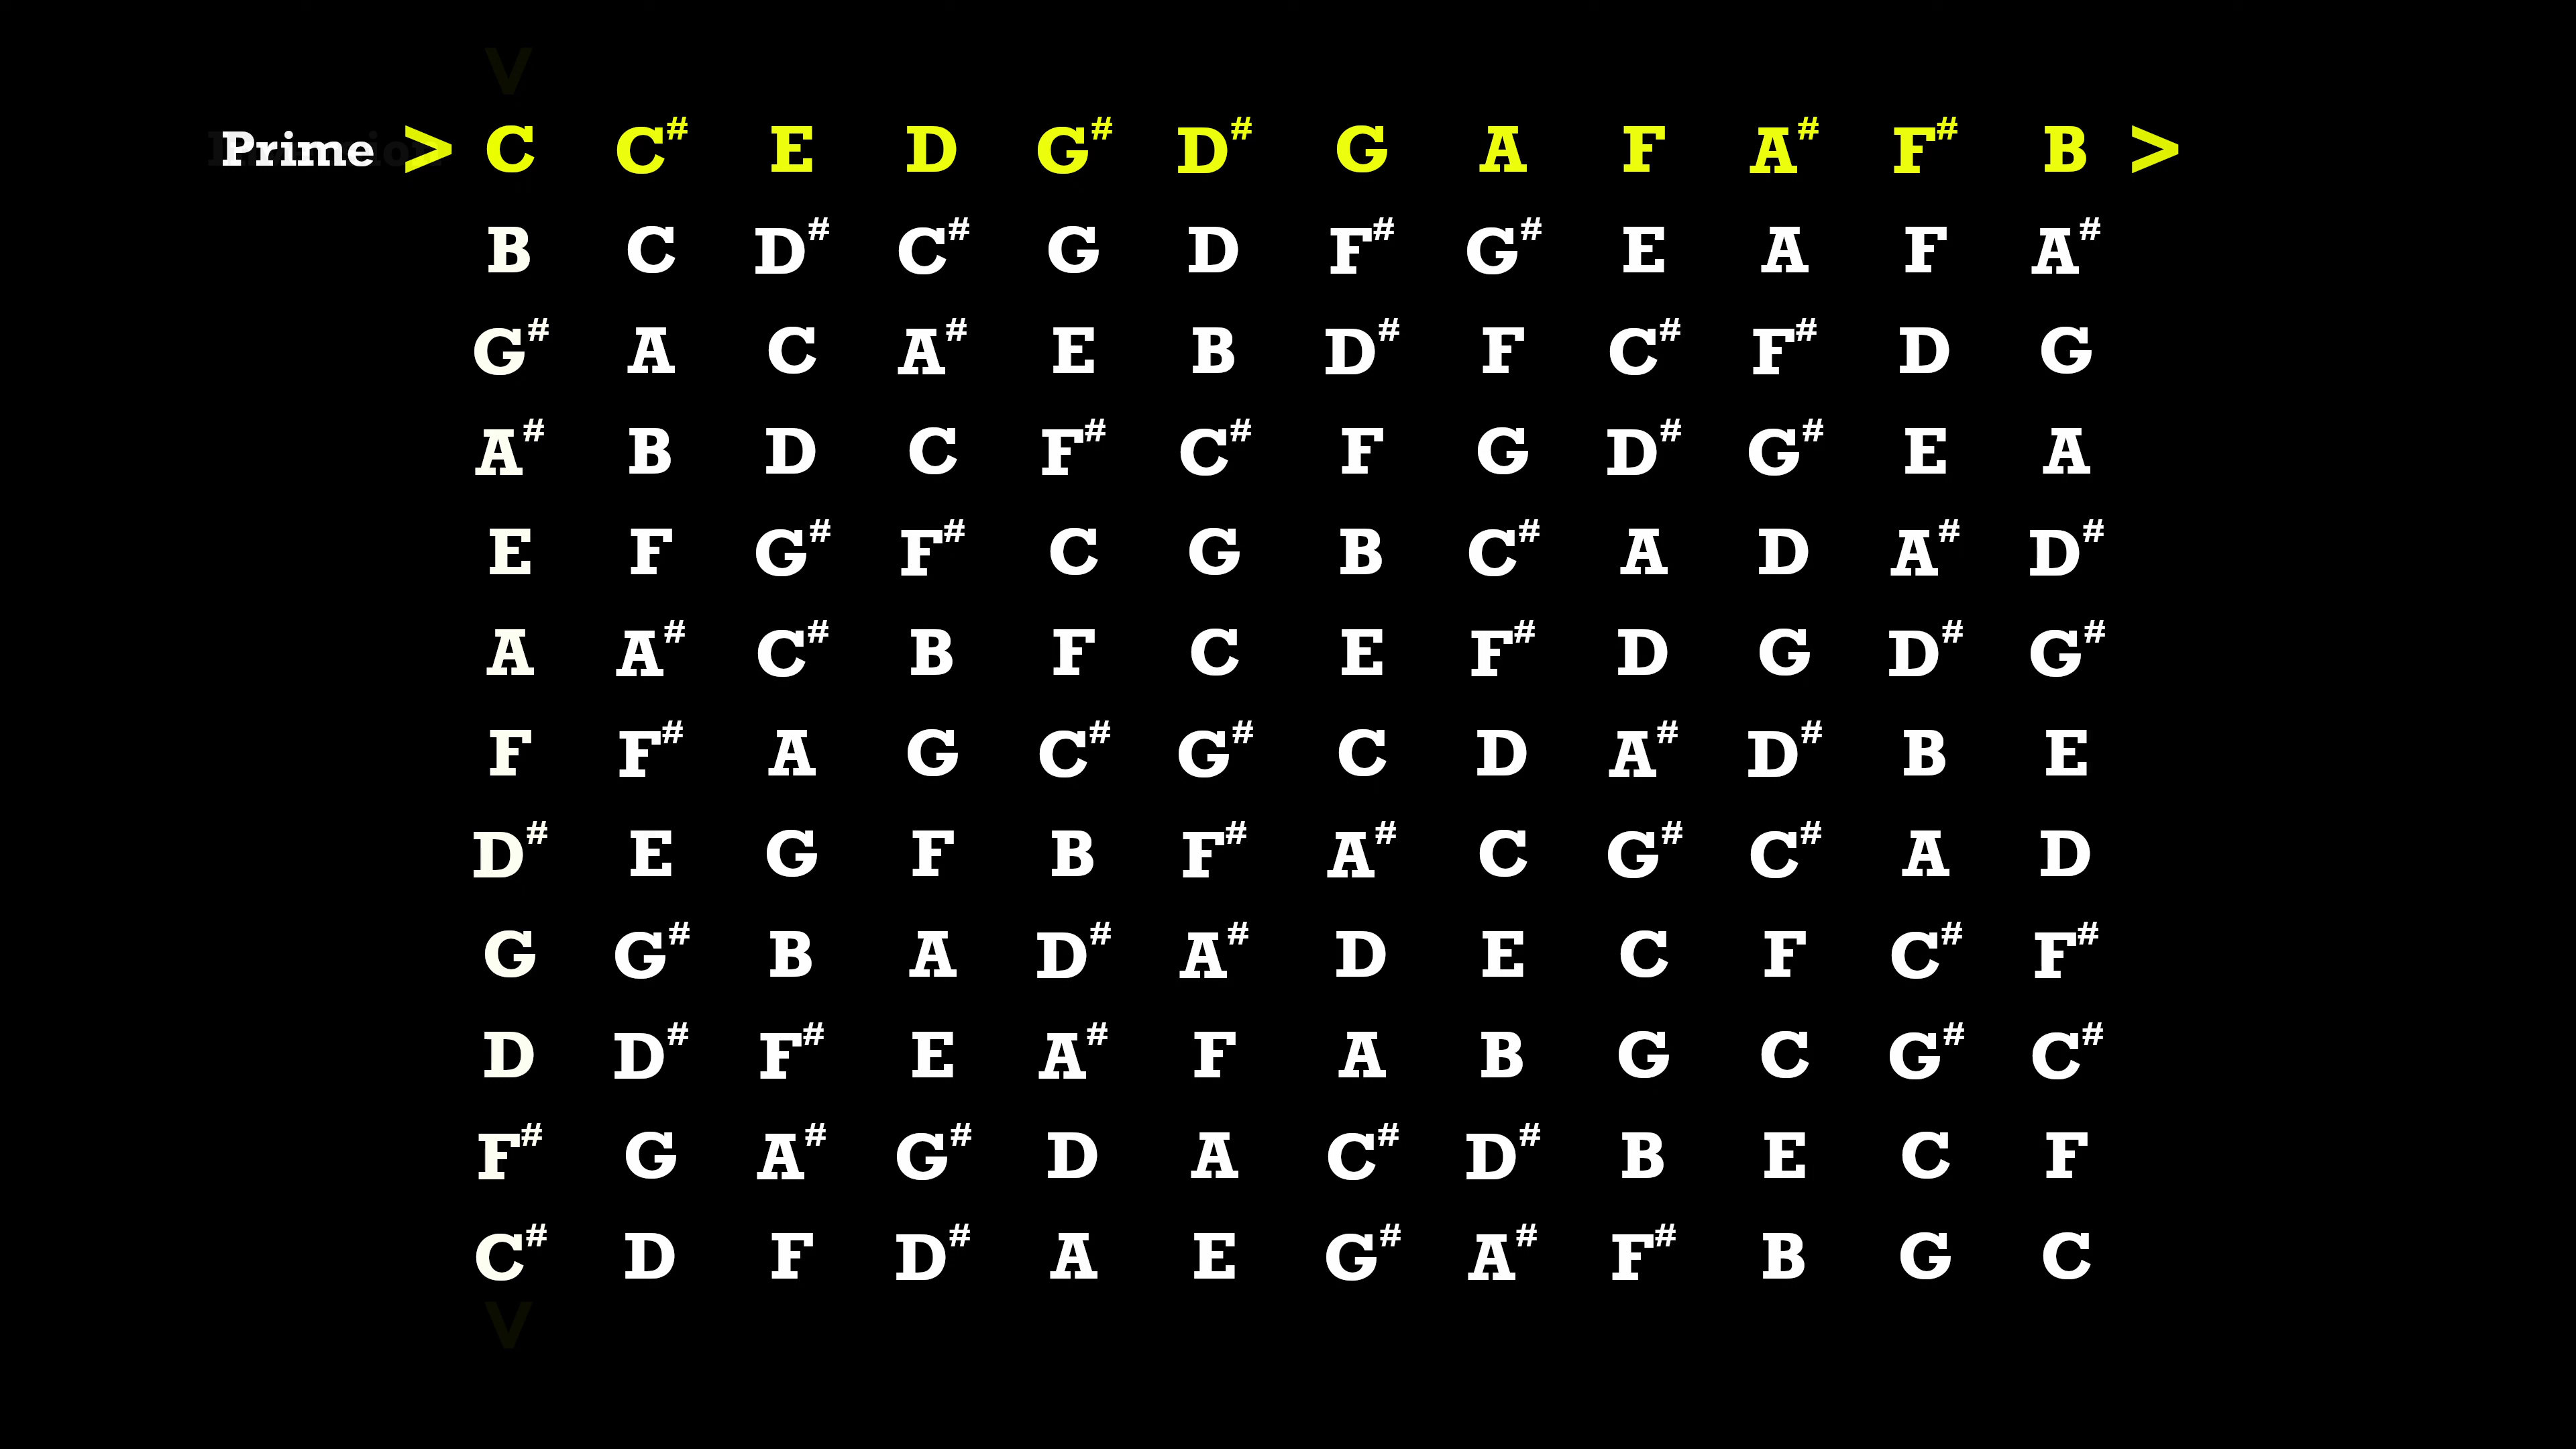 V
Prime > C C# E D G# D# G A F A# F# B >
B C D# C# G D F# G# E A F A#
G# A C A# E B D# F C# F# D G
A# B D C F# C# F G D# G# E A
E F G# F# C G B C# A D A# D#
A A# C# B F C E F# D G D# G#
F F# A G C# G# C D A# D# B E
D# E G F B F# A# C G# C# A D
G G# B A D# A# D E C F C# F#
D D# F# E A# F A B G C G# C#
F# G A# G# D A C# D# B E C F
C# D F D# A E G# A# F# B G C
V